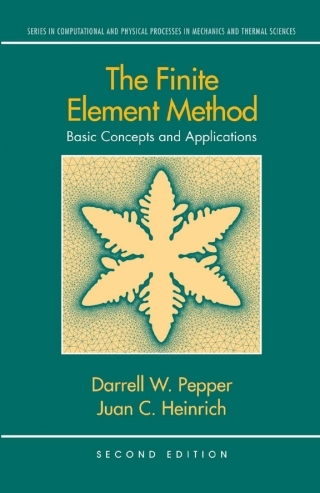 SERIES IN COMPUTATIONAL AND PHYSICAL PROCESSES IN MECHANICS AND THERMAL SCIENCES
The Finite
Element Method
Basic Concepts and Applications
Darrell W. Pepper
Juan C. Heinrich
SECOND EDITION